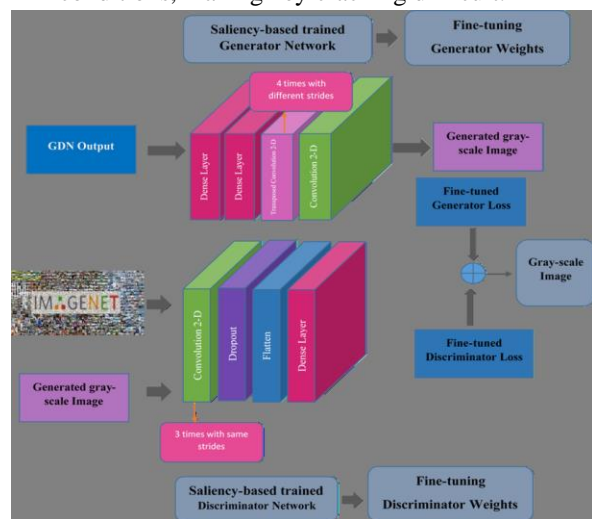 Saliency-based trained
Generator Network
Fine-tuning
Generator Weights
4 times with
different strides
GDN Output
Dense Layer
Dense Layer
Transposed Convolution 2-D
Convolution 2-D
Generated gray-
scale Image
Fine-tuned
Generator Loss
Gray-scale
Image
IMAGENET
Convolution 2-D
Dropout
Flatten
Dense Layer
Fine-tuned
Discriminator Loss
Generated gray-
scale Image
3 times with same
strides
Saliency-based trained
Discriminator Network
Fine-tuning
Discriminator Weights